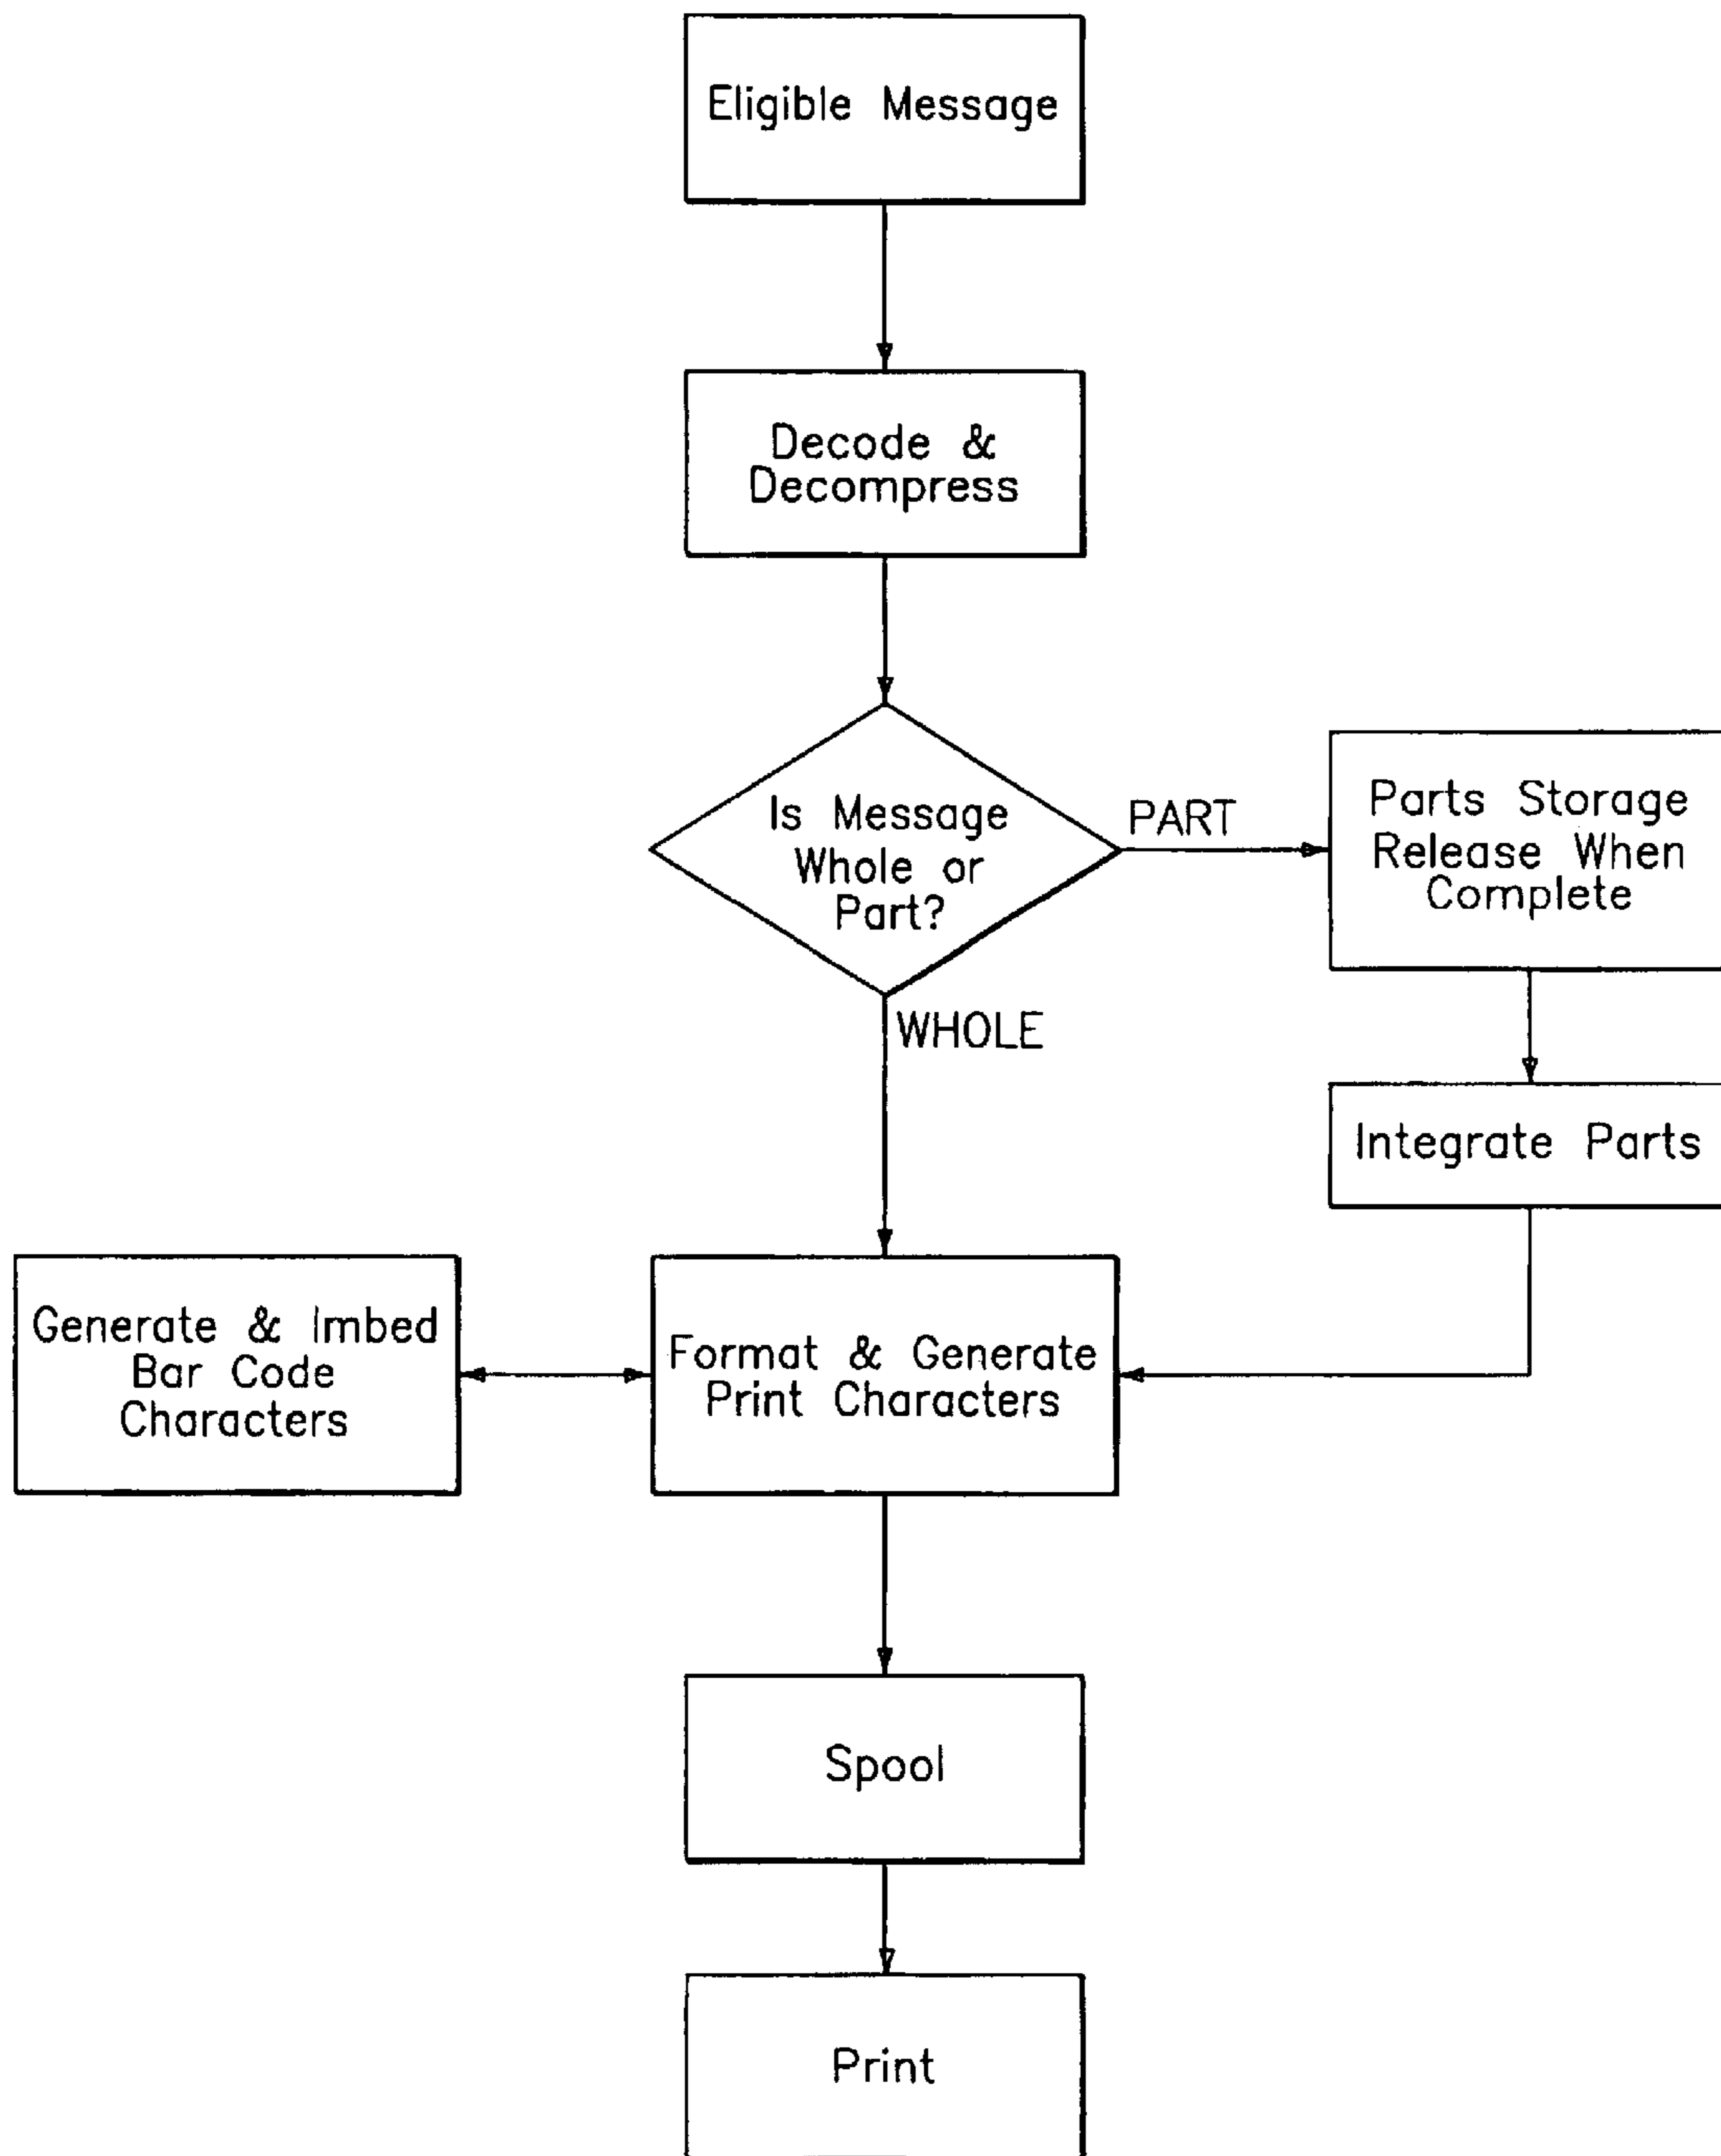 Eligible Message
Decode &
Decompress
Is Message
Whole or
Part?
PART
Parts Storage
Release When
Complete
WHOLE
Integrate Parts
Generate & Imbed
Bar Code
Characters
Format & Generate
Print Characters
Spool
Print